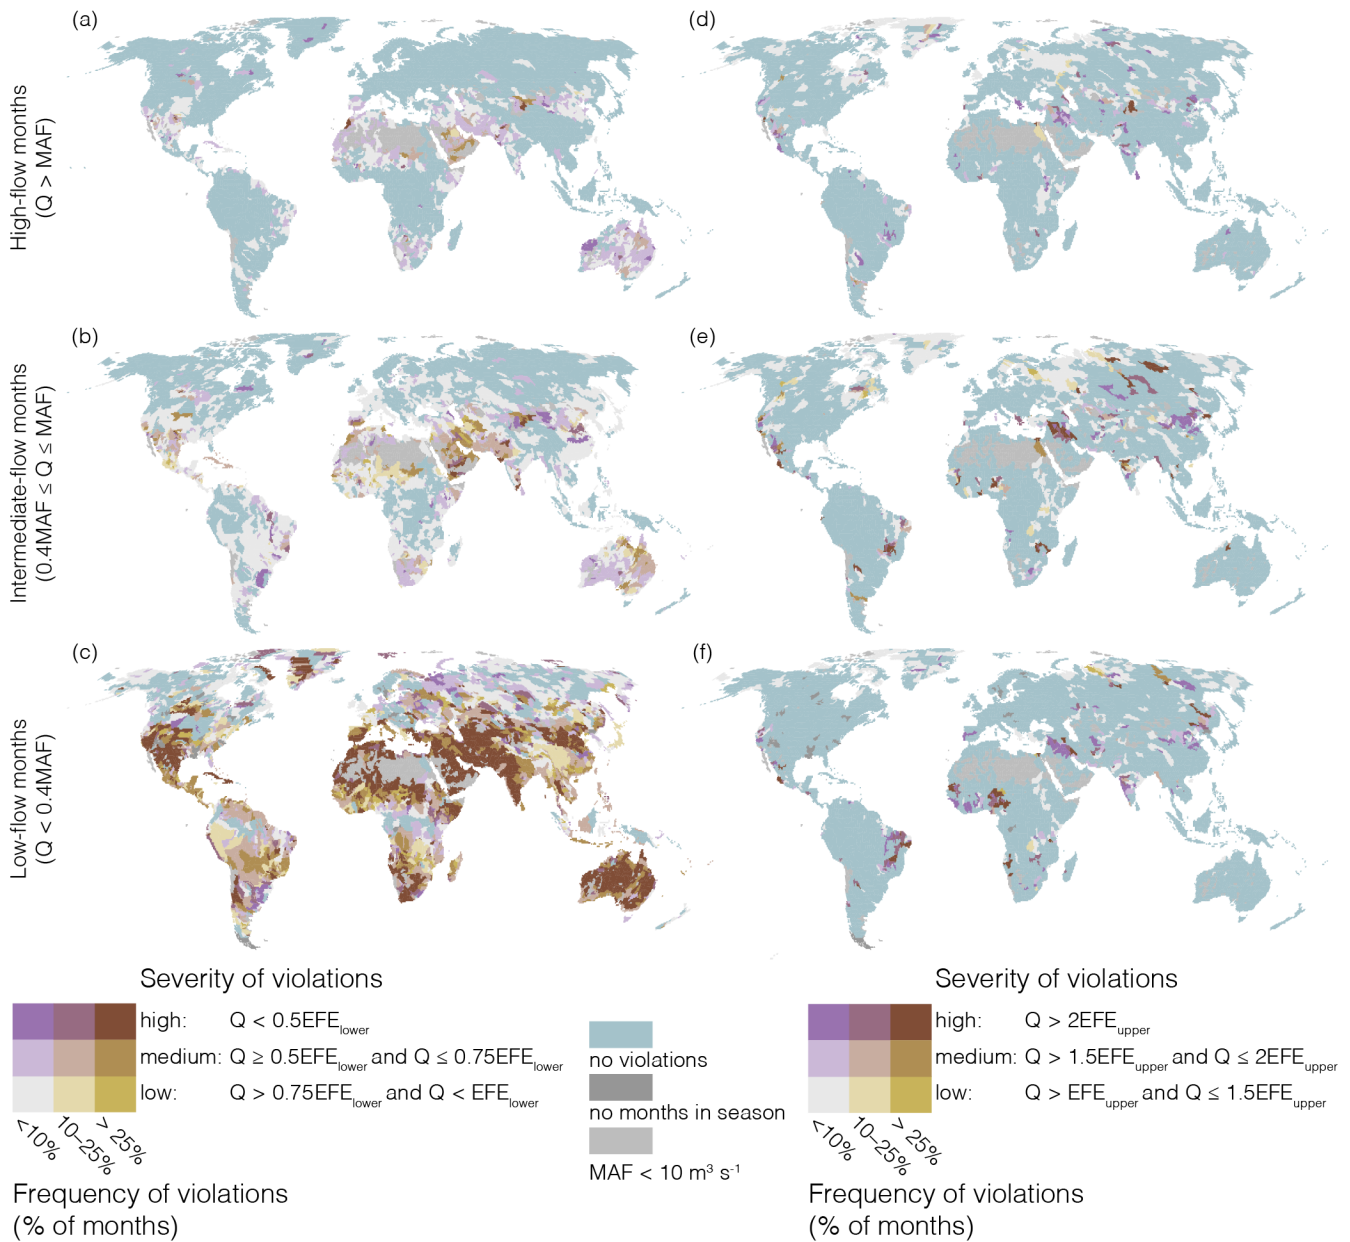 (a)
(d)
High-flow months
(Q > MAF)
(b)
(e)
Intermediate-flow months
(0.4MAF ≤ Q ≤ MAF)
(c)
(f)
Low-flow months
(Q < 0.4MAF)
Severity of violations
high: Q < 0.5EFElower
medium: Q ≥ 0.5EFElower and Q ≤ 0.75EFElower
low: Q > 0.75EFElower and Q < EFElower
<10%
10–25%
> 25%
Frequency of violations
(% of months)
no violations
no months in season
MAF < 10 m³ s⁻¹
Severity of violations
high: Q > 2EFEupper
medium: Q > 1.5EFEupper and Q ≤ 2EFEupper
low: Q > EFEupper and Q ≤ 1.5EFEupper
<10%
10–25%
> 25%
Frequency of violations
(% of months)